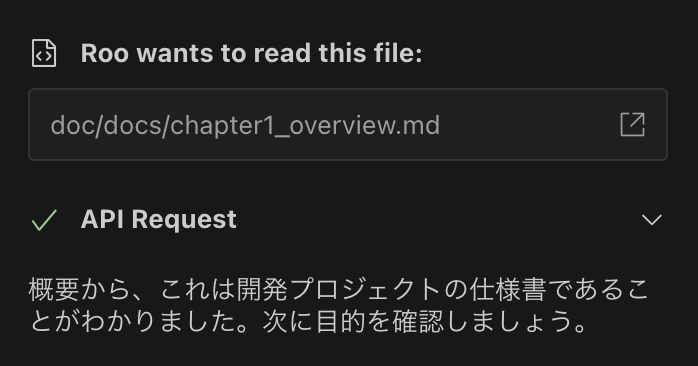 Roo wants to read this file:
doc/docs/chapter1_overview.md
API Request
概要から、これは開発プロジェクトの仕様書であるこ
とがわかりました。次に目的を確認しましょう。